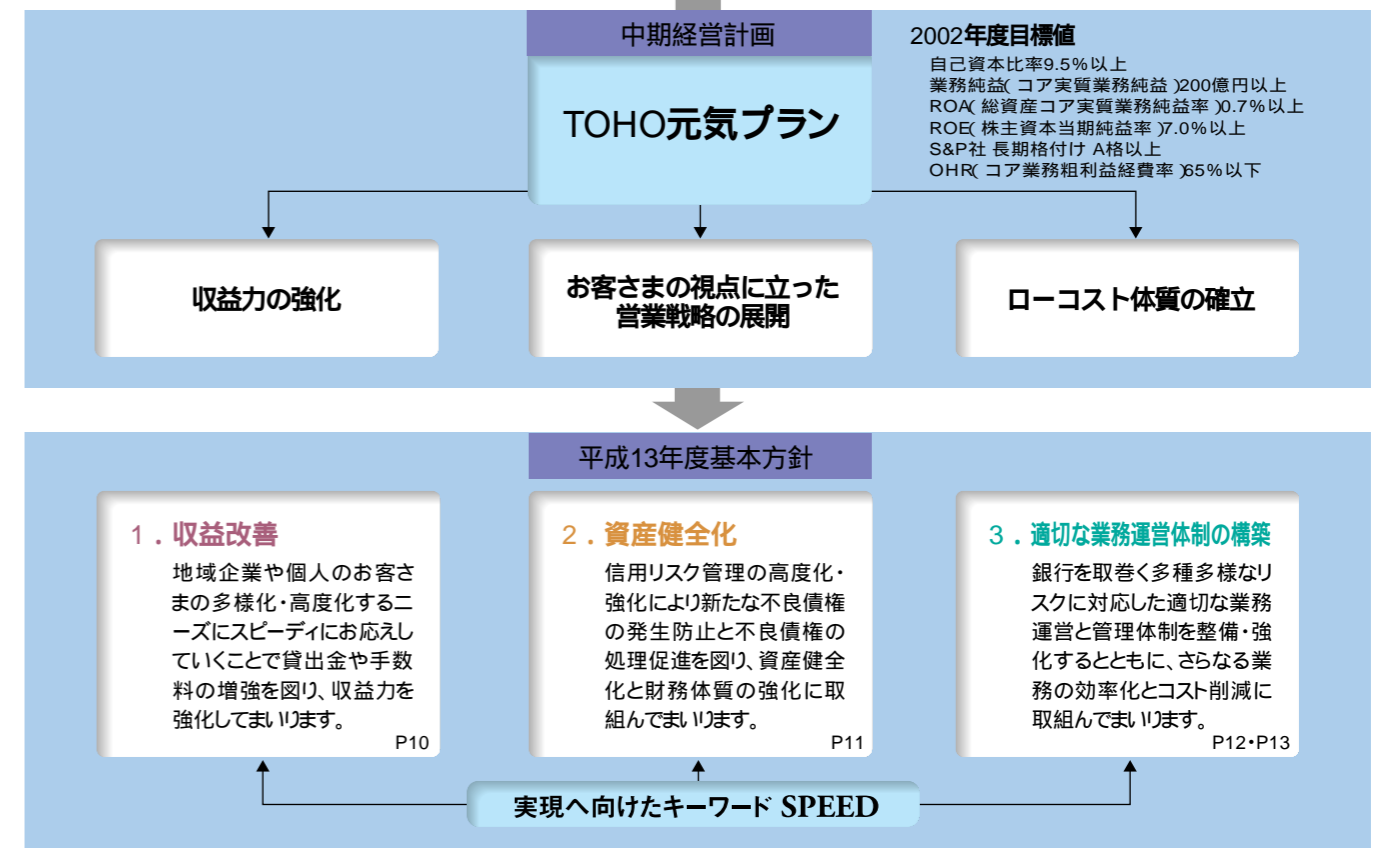 中期経営計画
TOHO元気プラン
2002年度目標値
自己資本比率9.5%以上
業務純益(コア実質業務純益)200億円以上
ROA(総資産コア実質業務純益率)0.7%以上
ROE(株主資本当期純益率)7.0%以上
S&P社 長期格付け A格以上
OHR(コア業務粗利益経費率)65%以下
収益力の強化
お客さまの視点に立った
営業戦略の展開
ローコスト体質の確立
平成13年度基本方針
1.収益改善
地域企業や個人のお客さ
まの多様化・高度化するニ
ーズにスピーディにお応えし
ていくことで貸出金や手数
料の増強を図り、収益力を
強化してまいります。
P10
2.資産健全化
信用リスク管理の高度化・
強化により新たな不良債権
の発生防止と不良債権の
処理促進を図り、資産健全
化と財務体質の強化に取
組んでまいります。
P11
3.適切な業務運営体制の構築
銀行を取巻く多種多様なリ
スクに対応した適切な業務
運営と管理体制を整備・強
化するとともに、さらなる業
務の効率化とコスト削減に
取組んでまいります。
P12・P13
実現へ向けたキーワード SPEED